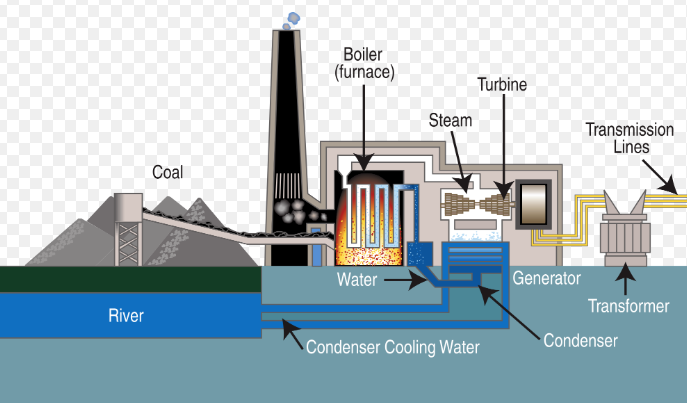 Boiler
(furnace)
Turbine
Steam
Transmission
Lines
Coal
Water
Generator
River
Transformer
Condenser
Condenser Cooling Water